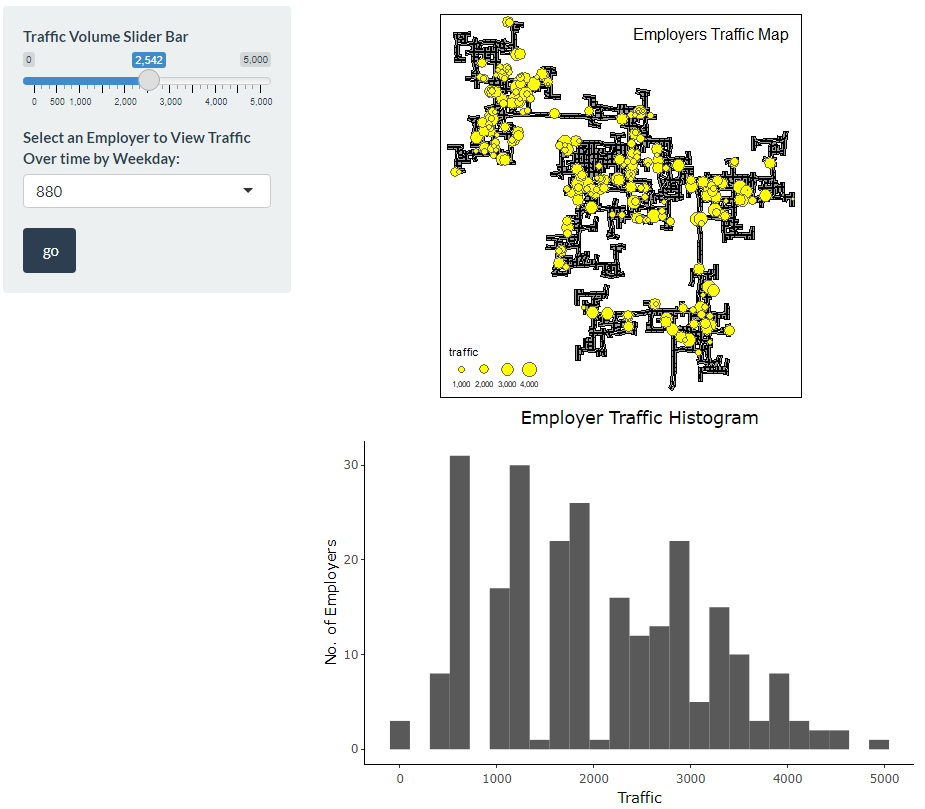 Traffic Volume Slider Bar
0 2,542 5,000
0 500 1,000 2,000 3,000 4,000 5,000
Select an Employer to View Traffic
Over time by Weekday:
880
go
Employers Traffic Map
traffic
1,000 2,000 3,000 4,000
Employer Traffic Histogram
No. of Employers
30
20
10
0
0 1000 2000 3000 4000 5000
Traffic